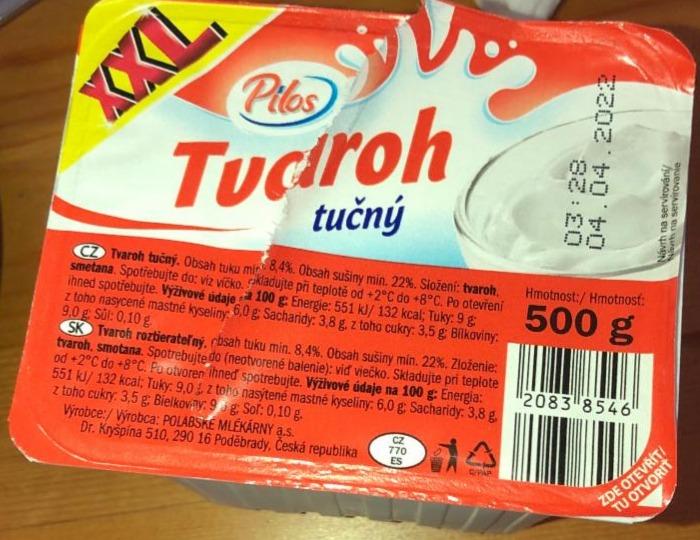 XXL
Pilos
Tvaroh
tučný
03:28
04.04.2022
Návrh na servírování/
Návrh na servirovanie
CZ Tvaroh tučný. Obsah tuku min. 8,4%. Obsah sušiny min. 22%. Složení: tvaroh,
smetana. Spotřebujte do: viz víčko. Skladujte při teplotě od +2°C do +8°C. Po otevření
ihned spotřebujte. Výživové údaje na 100 g: Energie: 551 kJ/ 132 kcal; Tuky: 9 g;
z toho nasycené mastné kyseliny: 6,0 g; Sacharidy: 3,8 g, z toho cukry: 3,5 g; Bílkoviny:
9,0 g; Sůl: 0,10 g.
SK Tvaroh roztierateľný. obsah tuku min. 8,4%. Obsah sušiny min. 22%. Zloženie:
tvaroh, smotana. Spotrebujte do (neotvorené balenie): viď viečko. Skladujte pri teplote
od +2°C do +8°C. Po otvorení ihneď spotrebujte. Výživové údaje na 100 g: Energia:
551 kJ/ 132 kcal; Tuky: 9,0 g, z toho nasýtené mastné kyseliny: 6,0 g; Sacharidy: 3,8 g,
z toho cukry: 3,5 g; Bielkoviny: 9,0 g; Soľ: 0,10 g.
Výrobce:/ Výrobca: POLABSKÉ MLÉKÁRNY a.s.
Dr. Kryšpína 510, 290 16 Poděbrady, Česká republika
CZ
770
ES
C/PAP
Hmotnost:/ Hmotnosť:
500 g
2083 8546
ZDE OTEVŘÍT/
TU OTVORIŤ